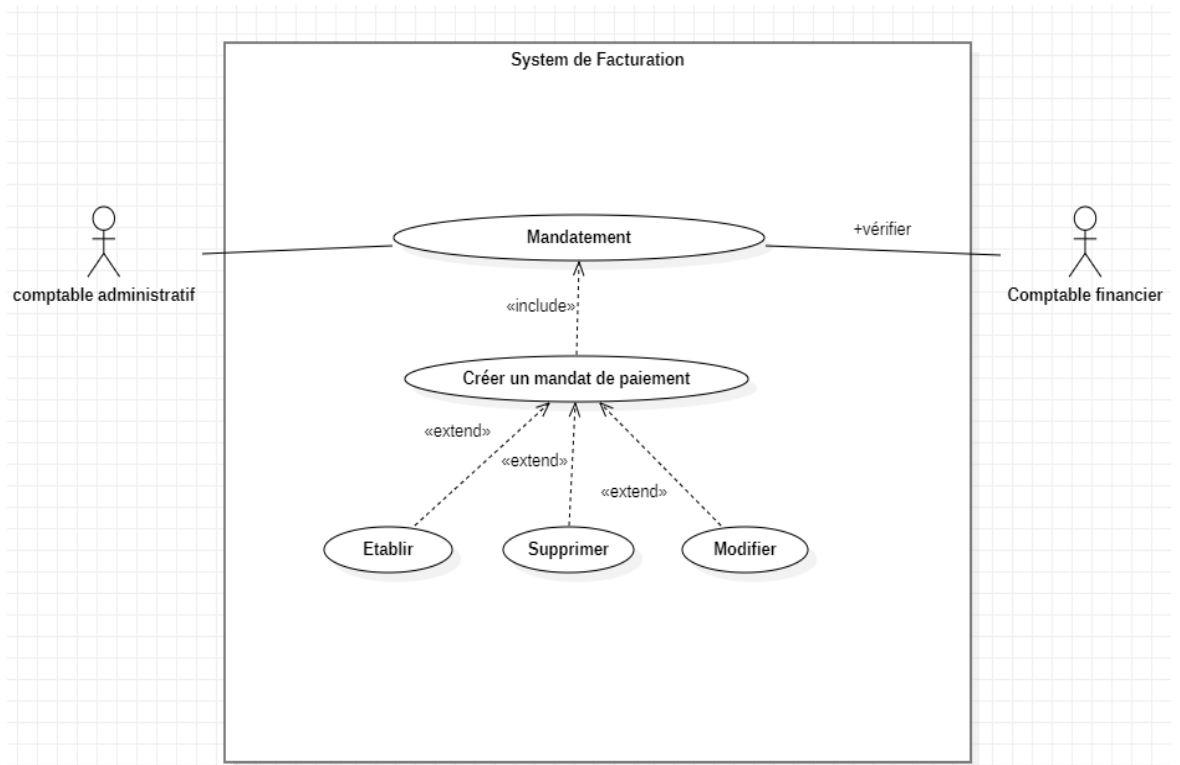 System de Facturation
Mandatement
+vérifier
comptable administratif
Comptable financier
«include»
Créer un mandat de paiement
«extend»
«extend»
«extend»
Etablir
Supprimer
Modifier